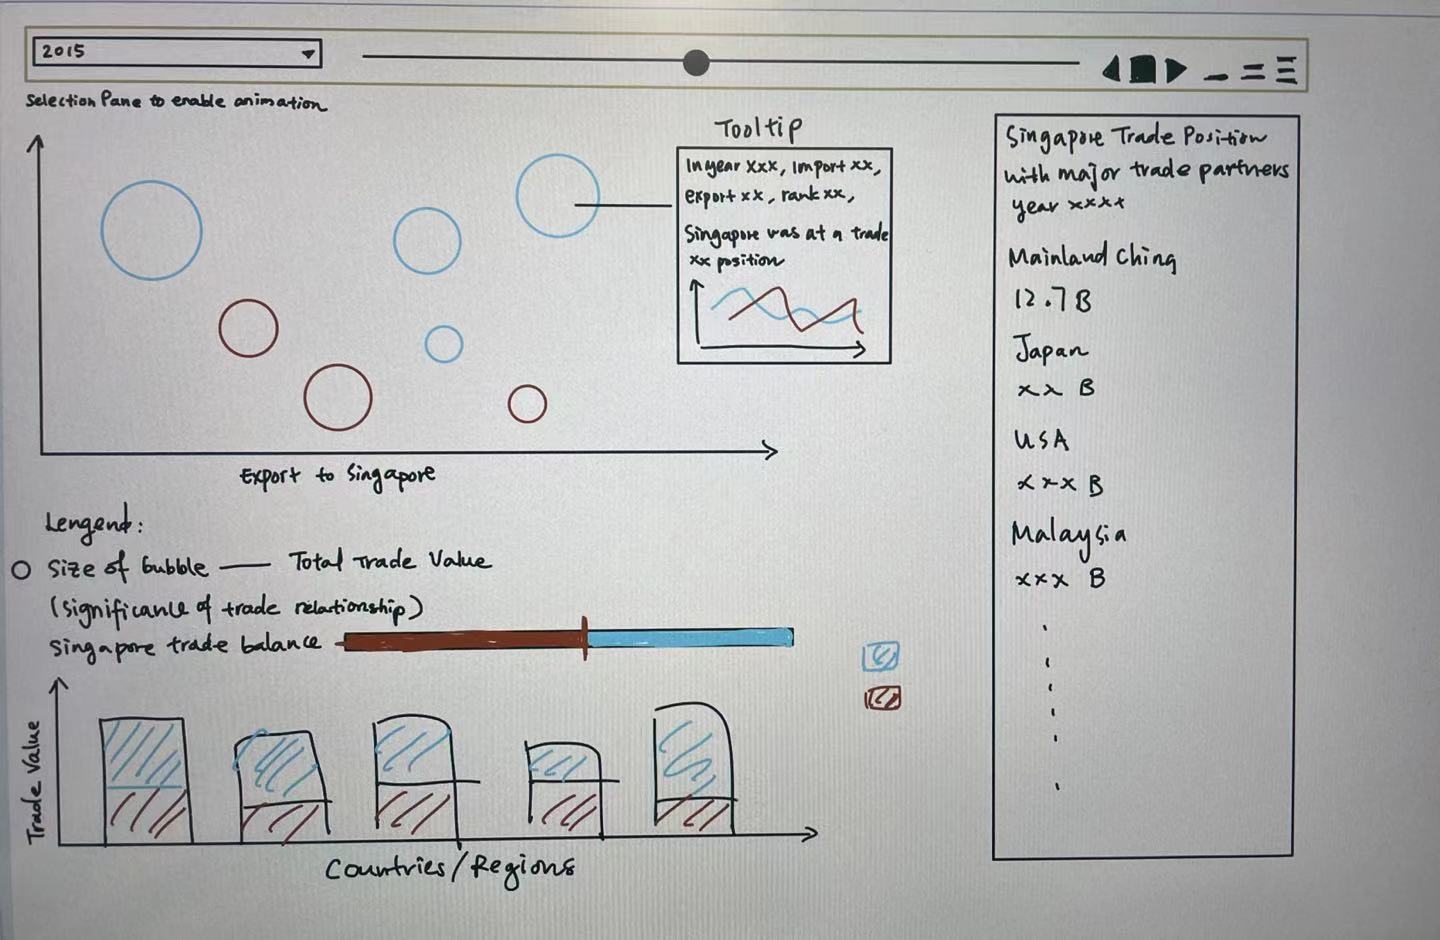 2015
Selection Pane to enable animation
Tooltip
In year xxx, import xx,
export xx, rank xx,
Singapore was at a trade
xx position
Export to Singapore
Singapore Trade Position
with major trade partners
year xxxx
Mainland China
12.7 B
Japan
xx B
USA
xxx B
Malaysia
xxx B
Lengend:
Size of bubble — Total Trade Value
(significance of trade relationship)
Singapore trade balance
Trade Value
Countries/Regions